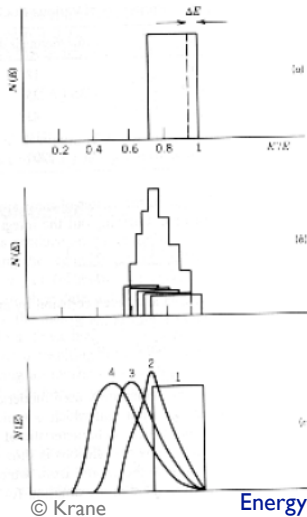 ΔE
N(E)
(a)
0.2 0.4 0.6 0.8 1
E'/E
N(E)
(b)
4 3 2 1
N(E)
© Krane
Energy